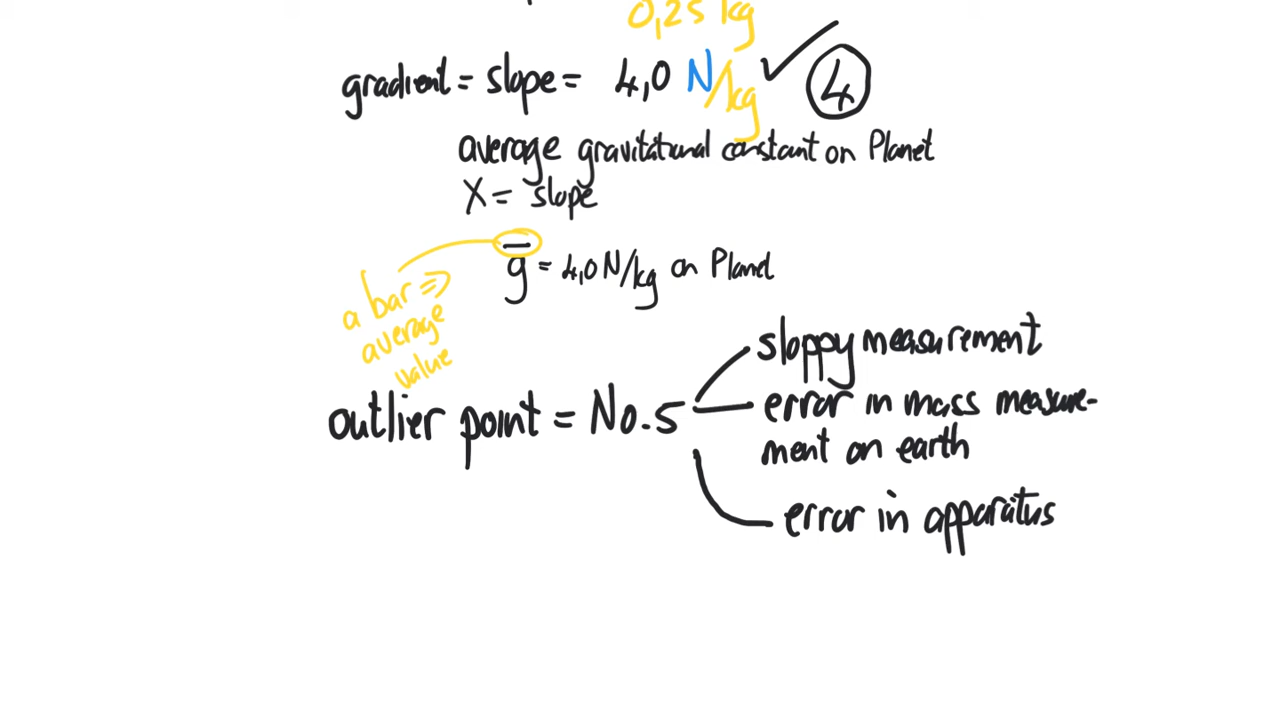 0,25 kg
gradient = slope = 4,0 N/kg ✓ 4
average gravitational constant on Planet
X = slope
g̅ = 4,0 N/kg on Planet
a bar ⇒
average
value
outlier point = No.5
sloppy measurement
error in mass measure-
ment on earth
error in apparatus